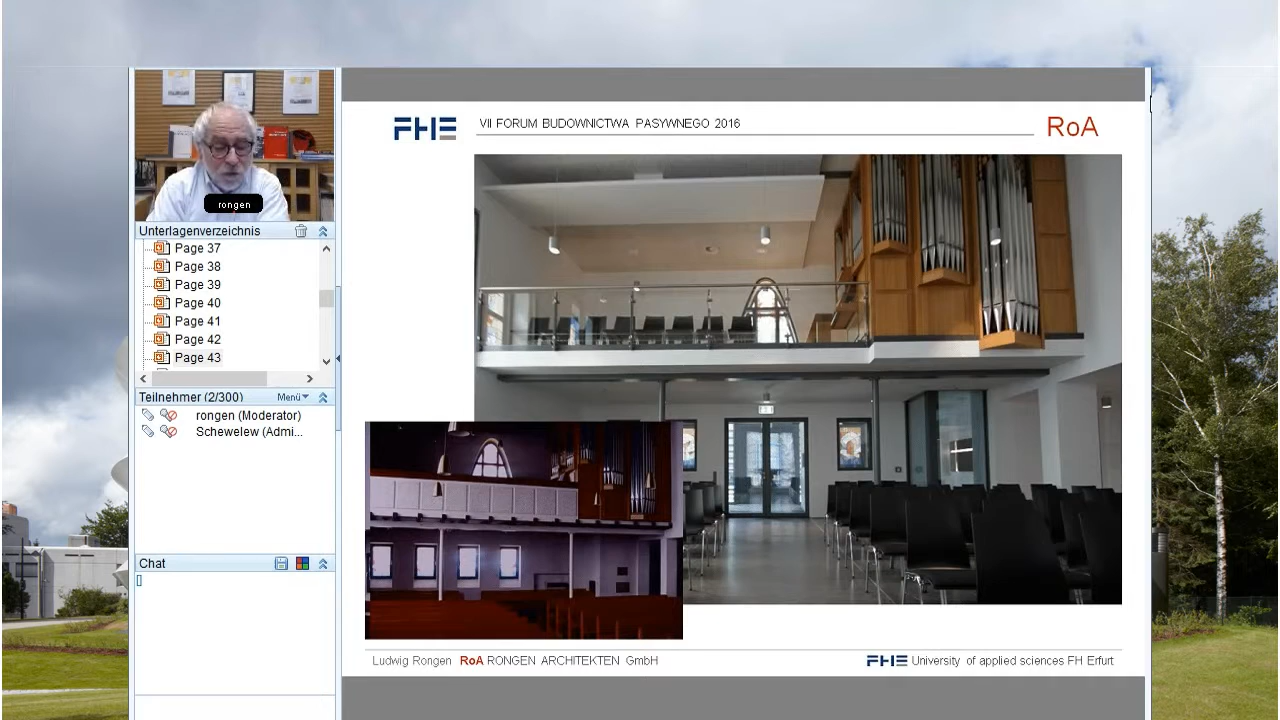 rongen
Unterlagenverzeichnis
Page 37
Page 38
Page 39
Page 40
Page 41
Page 42
Page 43
Teilnehmer (2/300)
Menü
rongen (Moderator)
Schewelew (Admi...
Chat
FHE
VII FORUM BUDOWNICTWA PASYWNEGO 2016
RoA
Ludwig Rongen RoA RONGEN ARCHITEKTEN GmbH
FHE University of applied sciences FH Erfurt